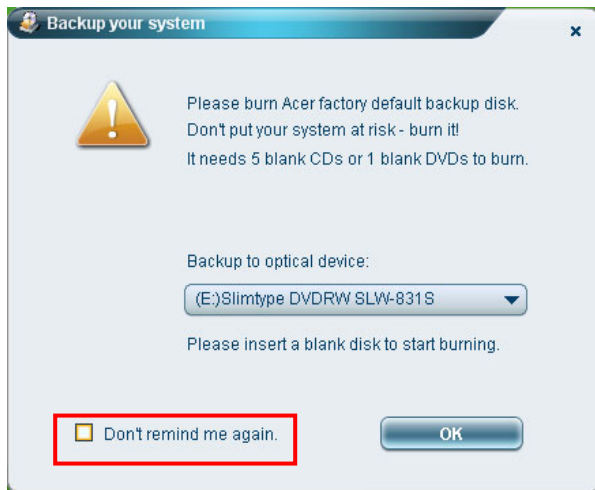 Backup your system
Please burn Acer factory default backup disk.
Don't put your system at risk - burn it!
It needs 5 blank CDs or 1 blank DVDs to burn.
Backup to optical device:
(E:)Slimtype DVDRW SLW-831S
Please insert a blank disk to start burning.
Don't remind me again.
OK